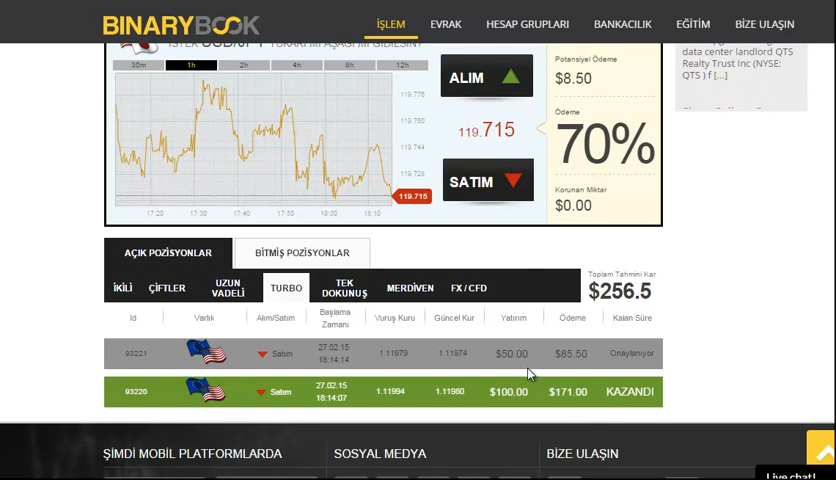 BINARYBOOK
İŞLEM
EVRAK
HESAP GRUPLARI
BANKACILIK
EĞİTİM
BİZE ULAŞIN
data center landlord QTS
Realty Trust Inc (NYSE:
QTS ) f [...]
30m 1h 2h 4h 8h 12h
119.776
119.760
119.744
119.728
119.715
17:20 17:30 17:40 17:50 18:00 18:10
ALIM
119.715
SATIM
Potansiyel Ödeme
$8.50
Ödeme
70%
Korunan Miktar
$0.00
AÇIK POZİSYONLAR
BİTMİŞ POZİSYONLAR
İKİLİ
ÇİFTLER
UZUN
VADELİ
TURBO
TEK
DOKUNUŞ
MERDİVEN
FX / CFD
Toplam Tahmini Kar
$256.5
Id Varlık Alım/Satım Başlama Zamanı Vuruş Kuru Güncel Kur Yatırım Ödeme Kalan Süre
93221 Satım 27.02.15 18:14:14 1.11979 1.11974 $50.00 $85.50 Onaylanıyor
93220 Satım 27.02.15 18:14:07 1.11994 1.11980 $100.00 $171.00 KAZANDI
ŞİMDİ MOBİL PLATFORMLARDA
SOSYAL MEDYA
BİZE ULAŞIN
Live chat!